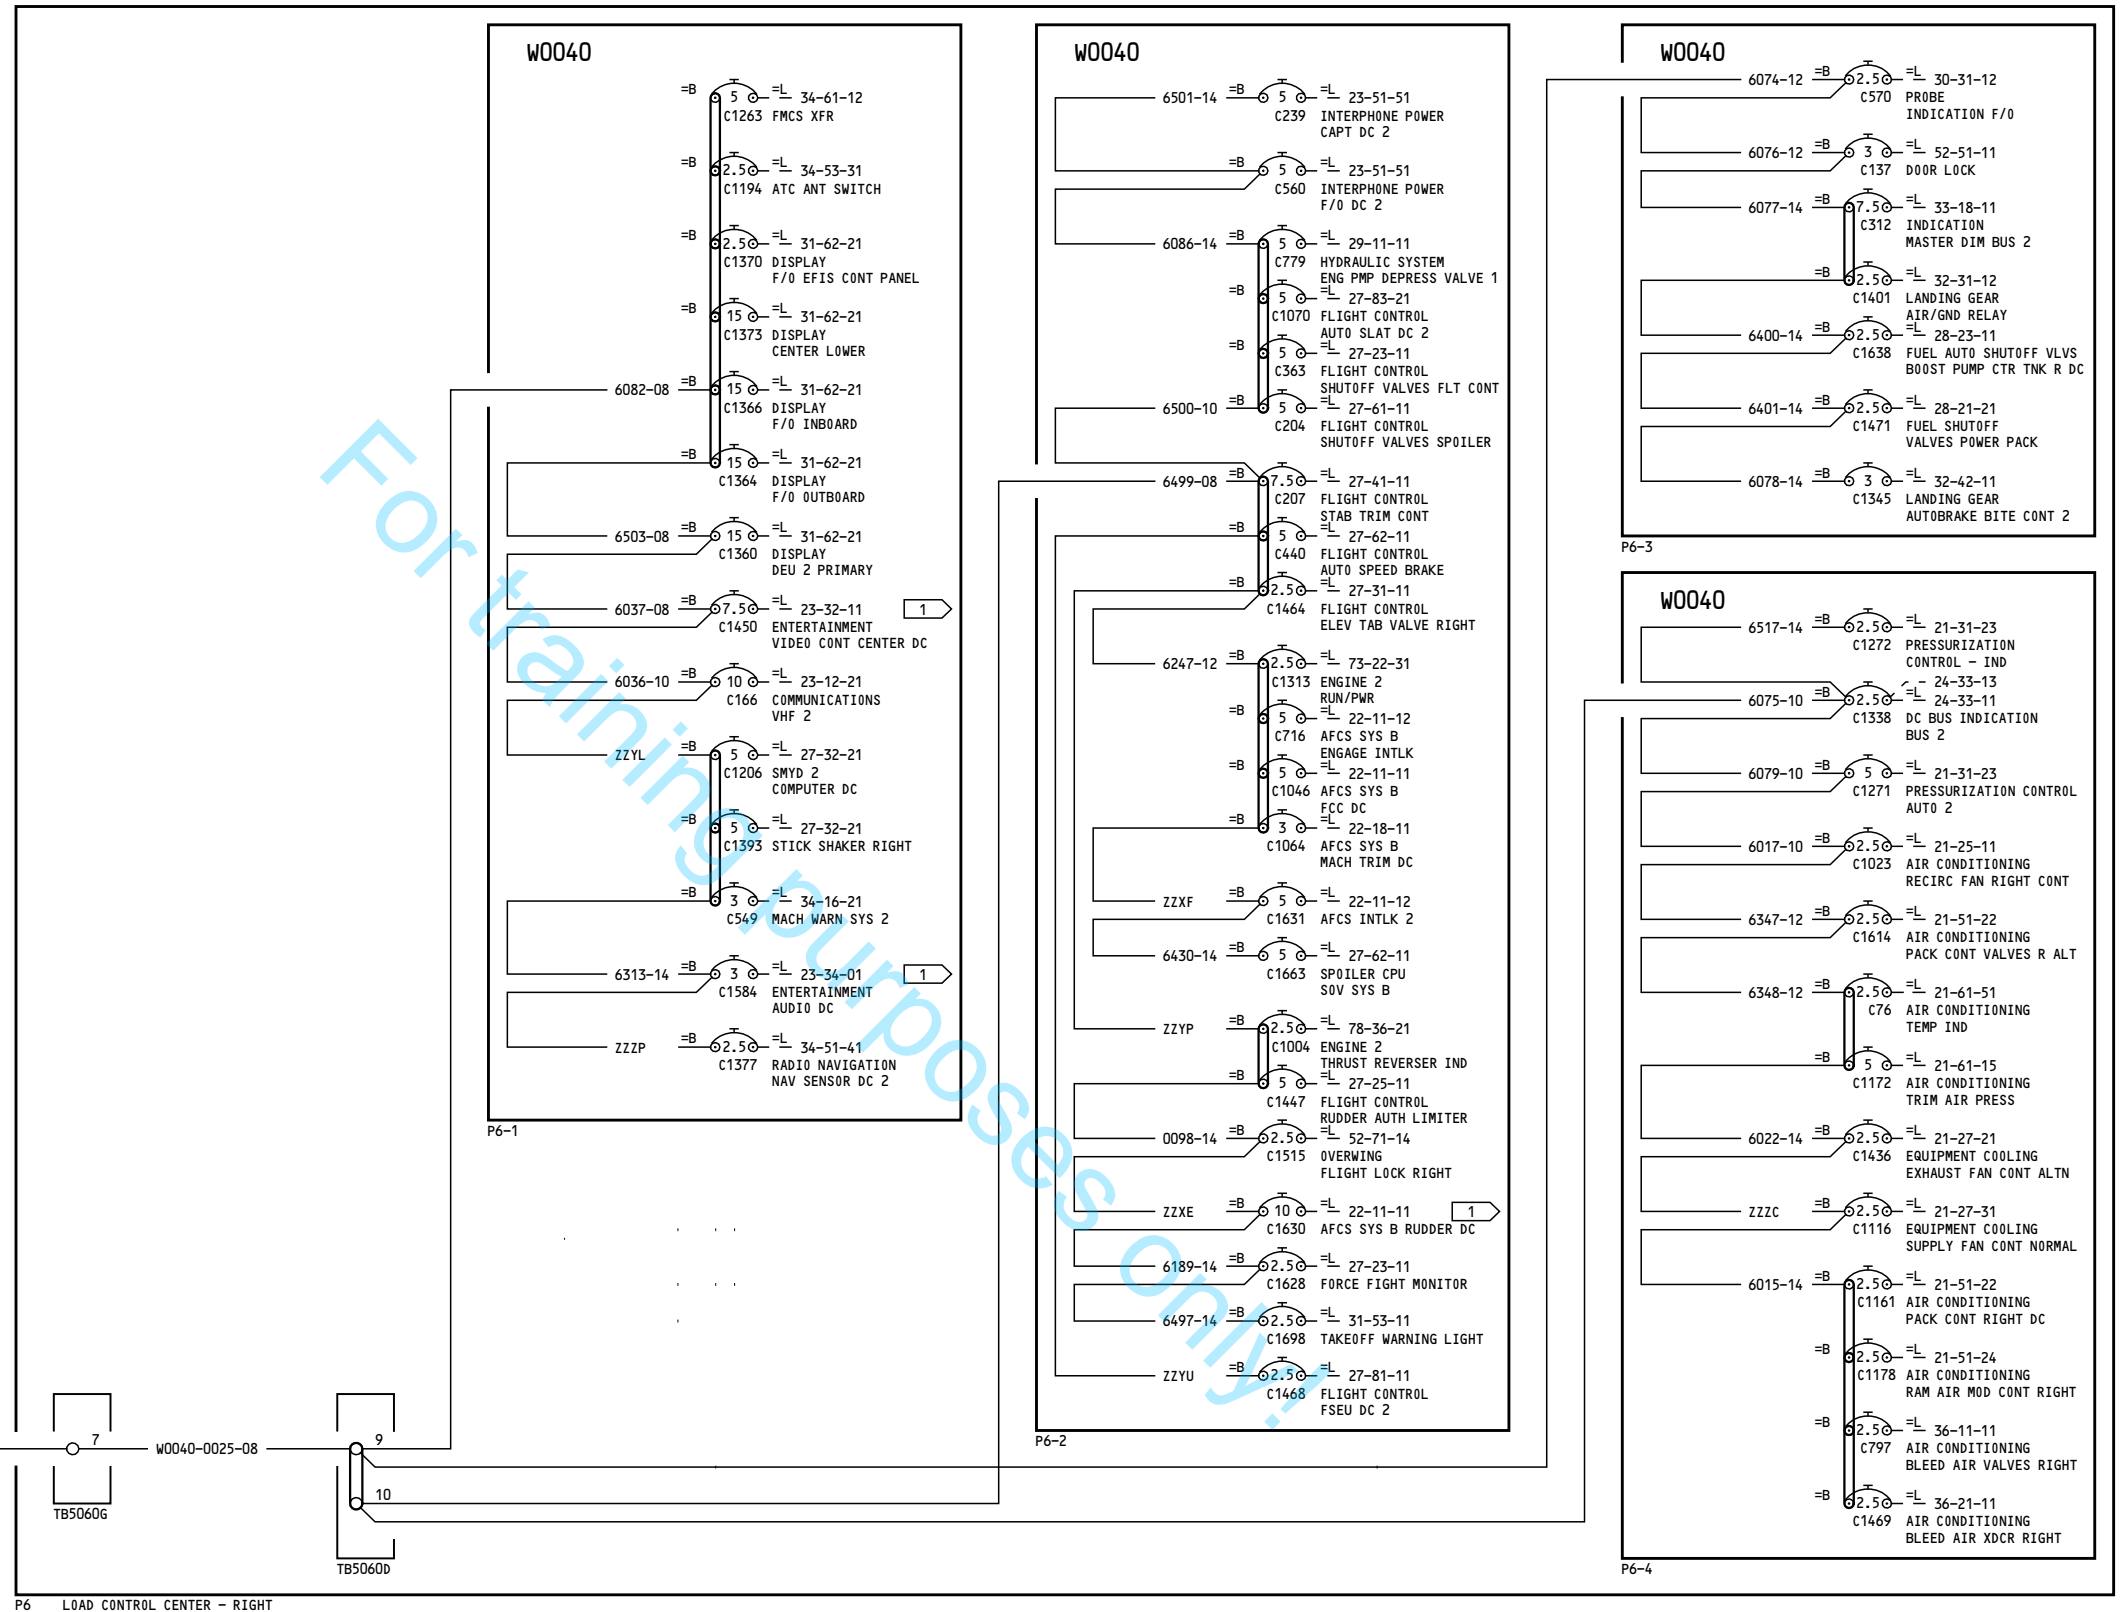 W0040
=B 5 =L 34-61-12
C1263 FMCS XFR
=B 2.5 =L 34-53-31
C1194 ATC ANT SWITCH
=B 2.5 =L 31-62-21
C1370 DISPLAY
F/O EFIS CONT PANEL
=B 15 =L 31-62-21
C1373 DISPLAY
CENTER LOWER
6082-08 =B 15 =L 31-62-21
C1366 DISPLAY
F/O INBOARD
=B 15 =L 31-62-21
C1364 DISPLAY
F/O OUTBOARD
6503-08 =B 15 =L 31-62-21
C1360 DISPLAY
DEU 2 PRIMARY
6037-08 =B 7.5 =L 23-32-11 1
C1450 ENTERTAINMENT
VIDEO CONT CENTER DC
6036-10 =B 10 =L 23-12-21
C166 COMMUNICATIONS
VHF 2
ZZYL =B 5 =L 27-32-21
C1206 SMYD 2
COMPUTER DC
=B 5 =L 27-32-21
C1393 STICK SHAKER RIGHT
=B 3 =L 34-16-21
C549 MACH WARN SYS 2
6313-14 =B 3 =L 23-34-01 1
C1584 ENTERTAINMENT
AUDIO DC
ZZZP =B 2.5 =L 34-51-41
C1377 RADIO NAVIGATION
NAV SENSOR DC 2
P6-1
W0040
6501-14 =B 5 =L 23-51-51
C239 INTERPHONE POWER
CAPT DC 2
=B 5 =L 23-51-51
C560 INTERPHONE POWER
F/O DC 2
6086-14 =B 5 =L 29-11-11
C779 HYDRAULIC SYSTEM
ENG PMP DEPRESS VALVE 1
=B 5 =L 27-83-21
C1070 FLIGHT CONTROL
AUTO SLAT DC 2
=B 5 =L 27-23-11
C363 FLIGHT CONTROL
SHUTOFF VALVES FLT CONT
6500-10 =B 5 =L 27-61-11
C204 FLIGHT CONTROL
SHUTOFF VALVES SPOILER
6499-08 =B 7.5 =L 27-41-11
C207 FLIGHT CONTROL
STAB TRIM CONT
=B 5 =L 27-62-11
C440 FLIGHT CONTROL
AUTO SPEED BRAKE
=B 2.5 =L 27-31-11
C1464 FLIGHT CONTROL
ELEV TAB VALVE RIGHT
6247-12 =B 2.5 =L 73-22-31
C1313 ENGINE 2
RUN/PWR
=B 5 =L 22-11-12
C716 AFCS SYS B
ENGAGE INTLK
=B 5 =L 22-11-11
C1046 AFCS SYS B
FCC DC
=B 3 =L 22-18-11
C1064 AFCS SYS B
MACH TRIM DC
ZZXF =B 5 =L 22-11-12
C1631 AFCS INTLK 2
6430-14 =B 5 =L 27-62-11
C1663 SPOILER CPU
SOV SYS B
ZZYP =B 2.5 =L 78-36-21
C1004 ENGINE 2
THRUST REVERSER IND
=B 5 =L 27-25-11
C1447 FLIGHT CONTROL
RUDDER AUTH LIMITER
0098-14 =B 2.5 =L 52-71-14
C1515 OVERWING
FLIGHT LOCK RIGHT
ZZXE =B 10 =L 22-11-11 1
C1630 AFCS SYS B RUDDER DC
6189-14 =B 2.5 =L 27-23-11
C1628 FORCE FIGHT MONITOR
6497-14 =B 2.5 =L 31-53-11
C1698 TAKEOFF WARNING LIGHT
ZZYU =B 2.5 =L 27-81-11
C1468 FLIGHT CONTROL
FSEU DC 2
P6-2
W0040
6074-12 =B 2.5 =L 30-31-12
C570 PROBE
INDICATION F/O
6076-12 =B 3 =L 52-51-11
C137 DOOR LOCK
6077-14 =B 7.5 =L 33-18-11
C312 INDICATION
MASTER DIM BUS 2
=B 2.5 =L 32-31-12
C1401 LANDING GEAR
AIR/GND RELAY
6400-14 =B 2.5 =L 28-23-11
C1638 FUEL AUTO SHUTOFF VLVS
BOOST PUMP CTR TNK R DC
6401-14 =B 2.5 =L 28-21-21
C1471 FUEL SHUTOFF
VALVES POWER PACK
6078-14 =B 3 =L 32-42-11
C1345 LANDING GEAR
AUTOBRAKE BITE CONT 2
P6-3
W0040
6517-14 =B 2.5 =L 21-31-23
C1272 PRESSURIZATION
CONTROL - IND
24-33-13
6075-10 =B 2.5 =L 24-33-11
C1338 DC BUS INDICATION
BUS 2
6079-10 =B 5 =L 21-31-23
C1271 PRESSURIZATION CONTROL
AUTO 2
6017-10 =B 2.5 =L 21-25-11
C1023 AIR CONDITIONING
RECIRC FAN RIGHT CONT
6347-12 =B 2.5 =L 21-51-22
C1614 AIR CONDITIONING
PACK CONT VALVES R ALT
6348-12 =B 2.5 =L 21-61-51
C76 AIR CONDITIONING
TEMP IND
=B 5 =L 21-61-15
C1172 AIR CONDITIONING
TRIM AIR PRESS
6022-14 =B 2.5 =L 21-27-21
C1436 EQUIPMENT COOLING
EXHAUST FAN CONT ALTN
ZZZC =B 2.5 =L 21-27-31
C1116 EQUIPMENT COOLING
SUPPLY FAN CONT NORMAL
6015-14 =B 2.5 =L 21-51-22
C1161 AIR CONDITIONING
PACK CONT RIGHT DC
=B 2.5 =L 21-51-24
C1178 AIR CONDITIONING
RAM AIR MOD CONT RIGHT
=B 2.5 =L 36-11-11
C797 AIR CONDITIONING
BLEED AIR VALVES RIGHT
=B 2.5 =L 36-21-11
C1469 AIR CONDITIONING
BLEED AIR XDCR RIGHT
P6-4
7 W0040-0025-08 9
10
TB5060G
TB5060D
P6 LOAD CONTROL CENTER - RIGHT
For training purposes only!